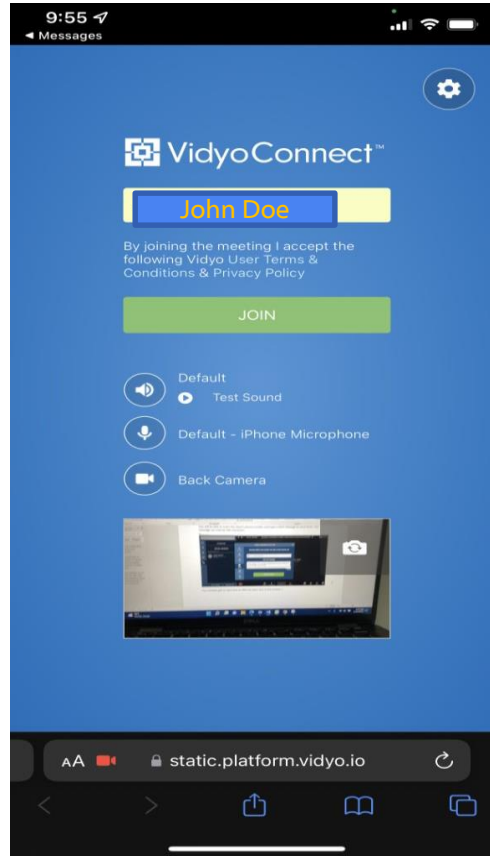 9:55
◄ Messages
VidyoConnect™
John Doe
By joining the meeting I accept the
following Vidyo User Terms &
Conditions & Privacy Policy
JOIN
Default
Test Sound
Default - iPhone Microphone
Back Camera
DELL
AA
static.platform.vidyo.io